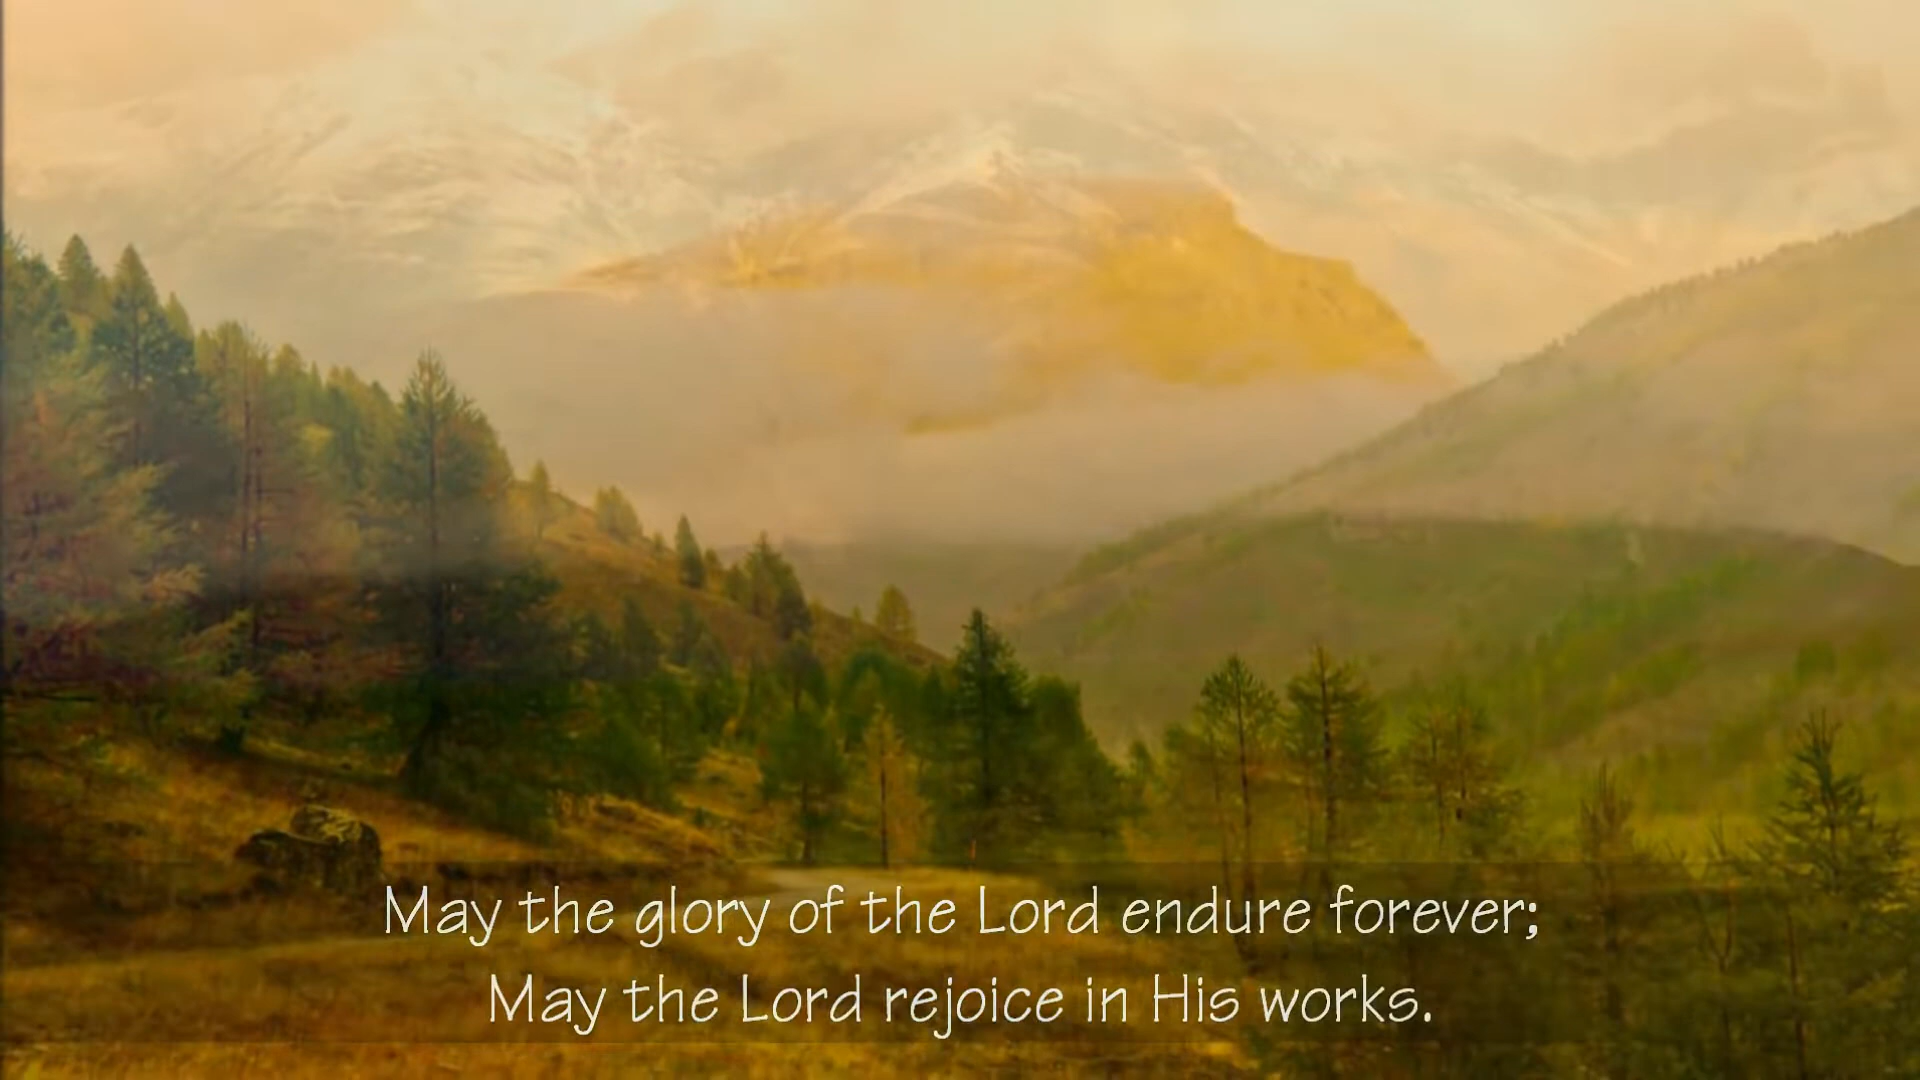 May the glory of the Lord endure forever;
May the Lord rejoice in His works.